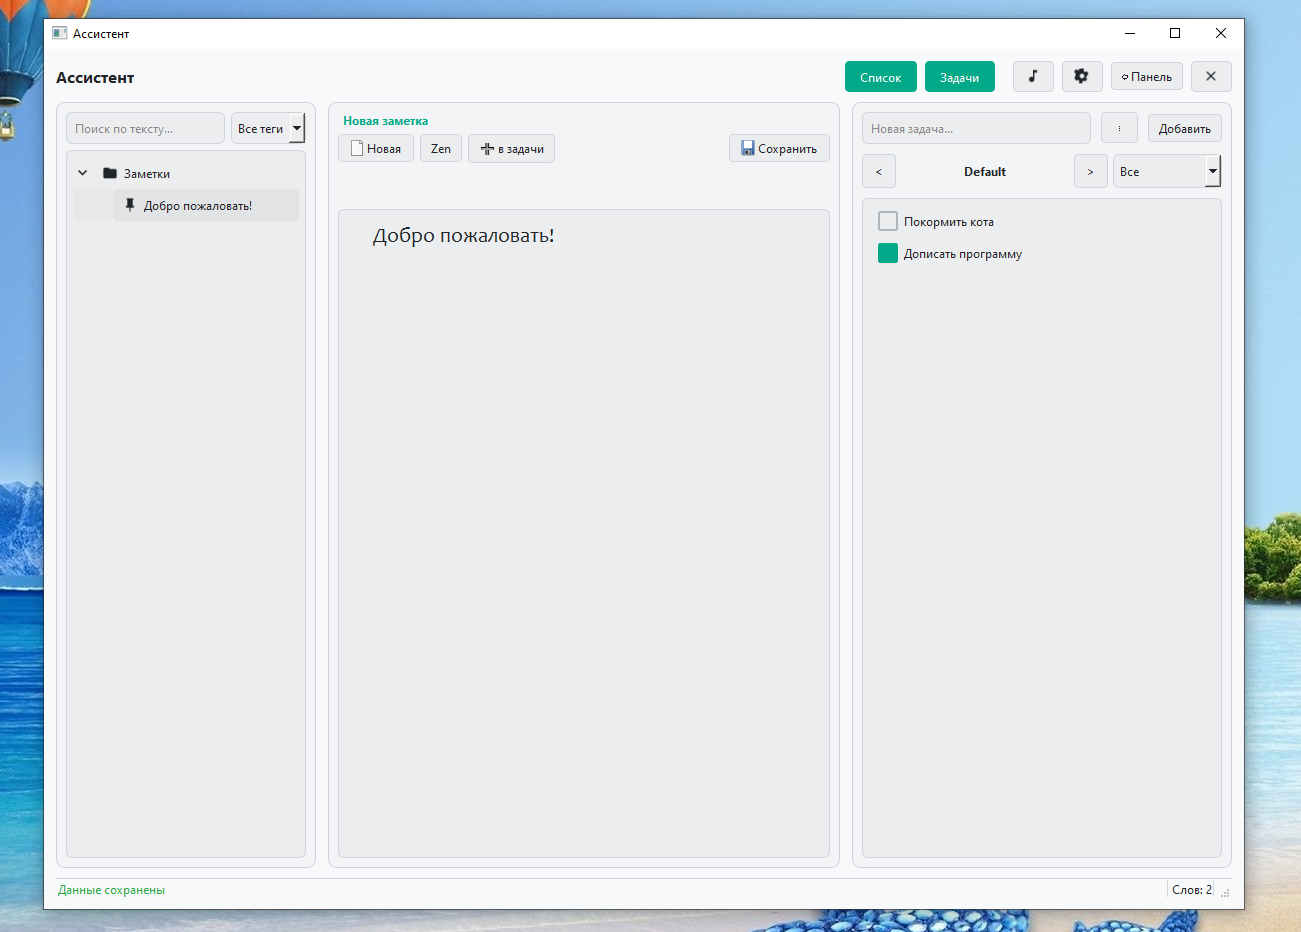 Ассистент
Ассистент
Список
Задачи
Панель
Поиск по тексту...
Все теги
Заметки
Добро пожаловать!
Новая заметка
Новая
Zen
в задачи
Сохранить
Добро пожаловать!
Новая задача...
Добавить
<
Default
>
Все
Покормить кота
Дописать программу
Данные сохранены
Слов: 2